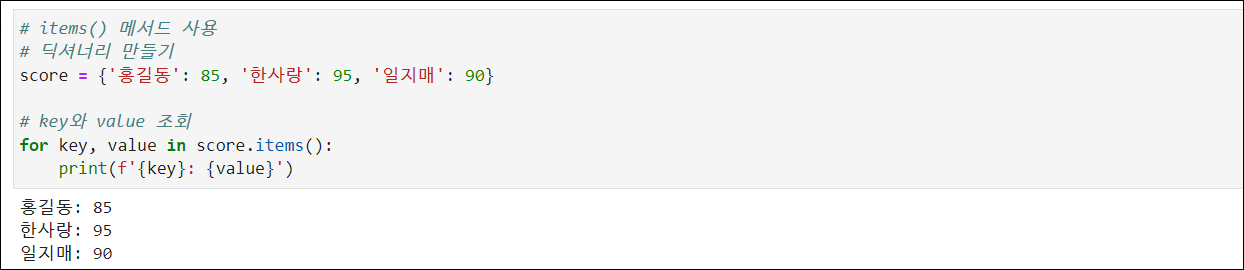 # items() 메서드 사용
# 딕셔너리 만들기
score = {'홍길동': 85, '한사랑': 95, '일지매': 90}
# key와 value 조회
for key, value in score.items():
    print(f'{key}: {value}')
홍길동: 85
한사랑: 95
일지매: 90